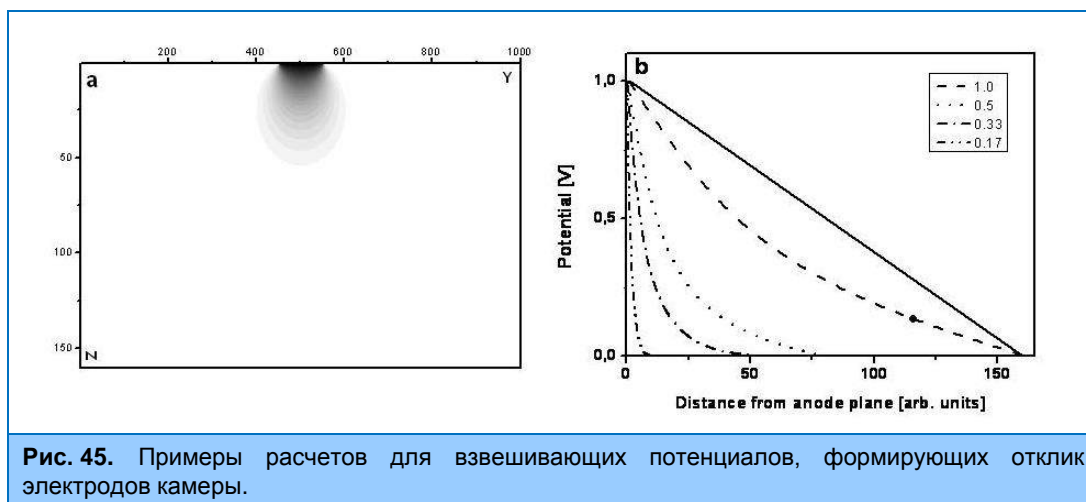 200 400 600 800 1000
a
Y
50
100
150
Z
b
1,0
0,5
0,0
Potential [V]
1.0
0.5
0.33
0.17
0 50 100 150
Distance from anode plane [arb. units]
Рис. 45. Примеры расчетов для взвешивающих потенциалов, формирующих отклик
электродов камеры.